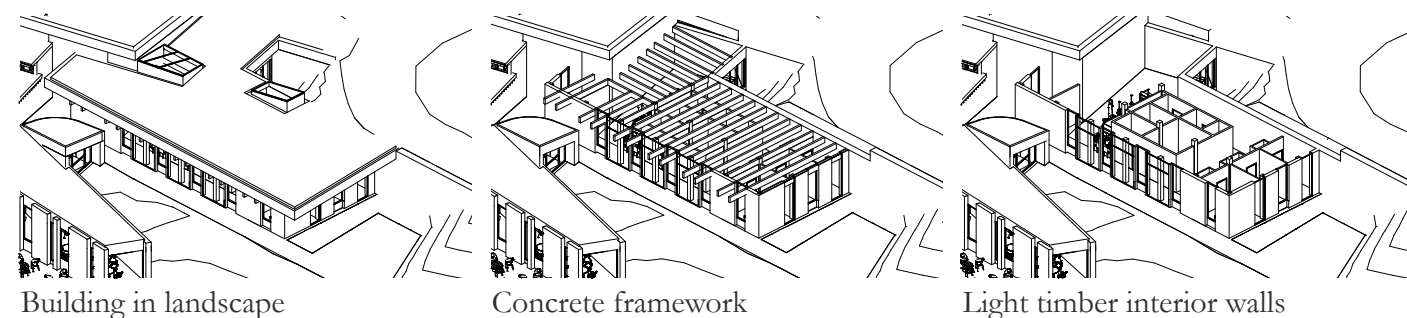 Building in landscape
Concrete framework
Light timber interior walls